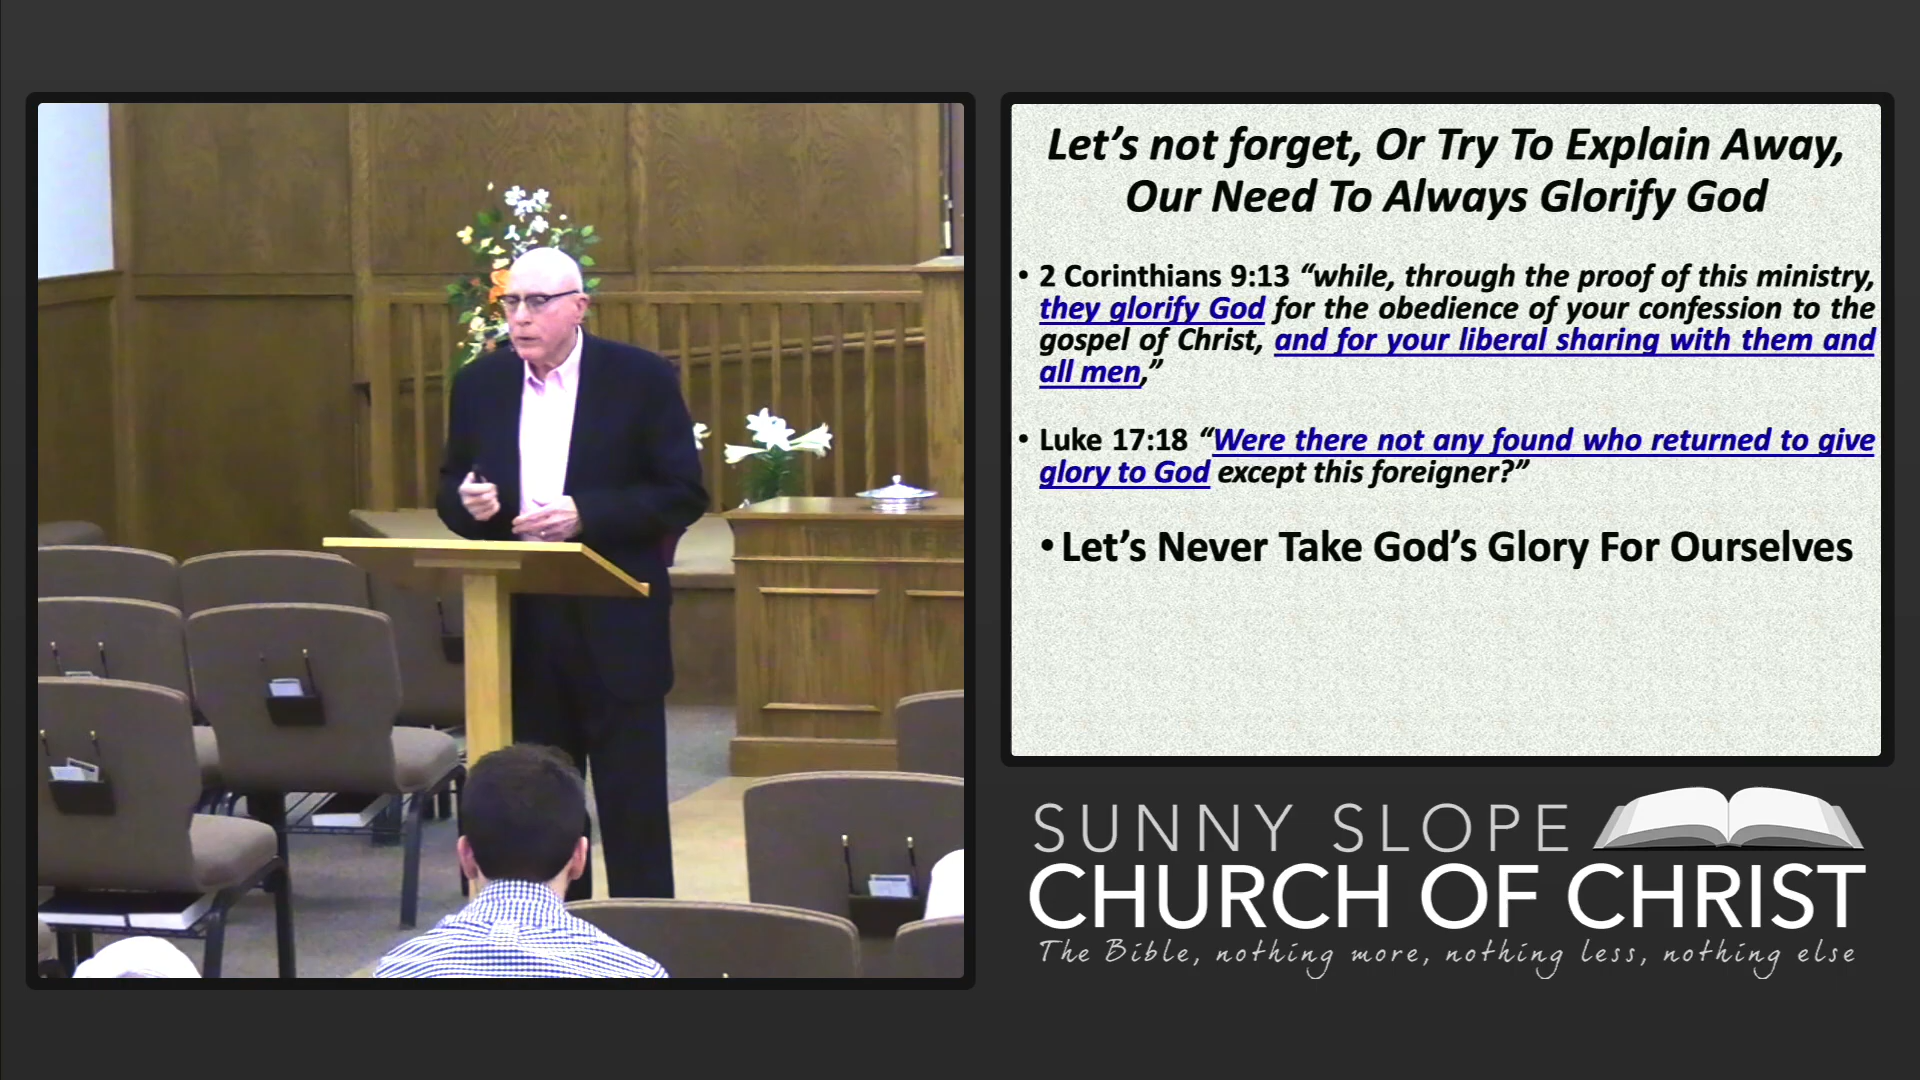 Let’s not forget, Or Try To Explain Away,
Our Need To Always Glorify God
• 2 Corinthians 9:13 “while, through the proof of this ministry,
they glorify God for the obedience of your confession to the
gospel of Christ, and for your liberal sharing with them and
all men,”
• Luke 17:18 “Were there not any found who returned to give
glory to God except this foreigner?”
• Let’s Never Take God’s Glory For Ourselves
SUNNY SLOPE
CHURCH OF CHRIST
The Bible, nothing more, nothing less, nothing else